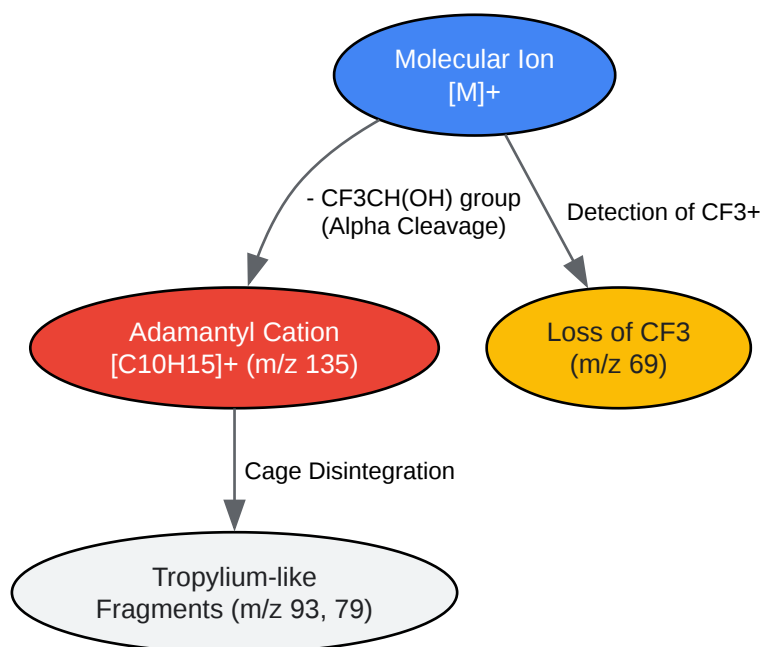 Molecular Ion
[M]+
- CF3CH(OH) group
(Alpha Cleavage)
Detection of CF3+
Adamantyl Cation
[C10H15]+ (m/z 135)
Loss of CF3
(m/z 69)
Cage Disintegration
Tropylium-like
Fragments (m/z 93, 79)